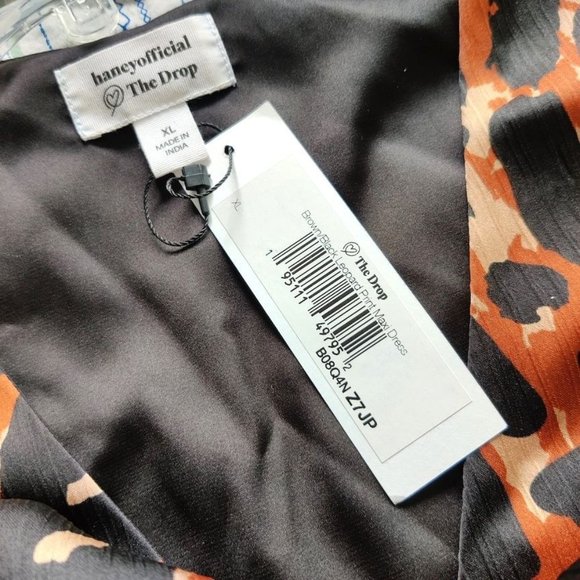 hancyofficial
The Drop
XL
MADE IN
INDIA
XL
The Drop
Brown/Black Leopard Print Maxi Dress
1 95111 49795 2
B08Q4N Z7JP